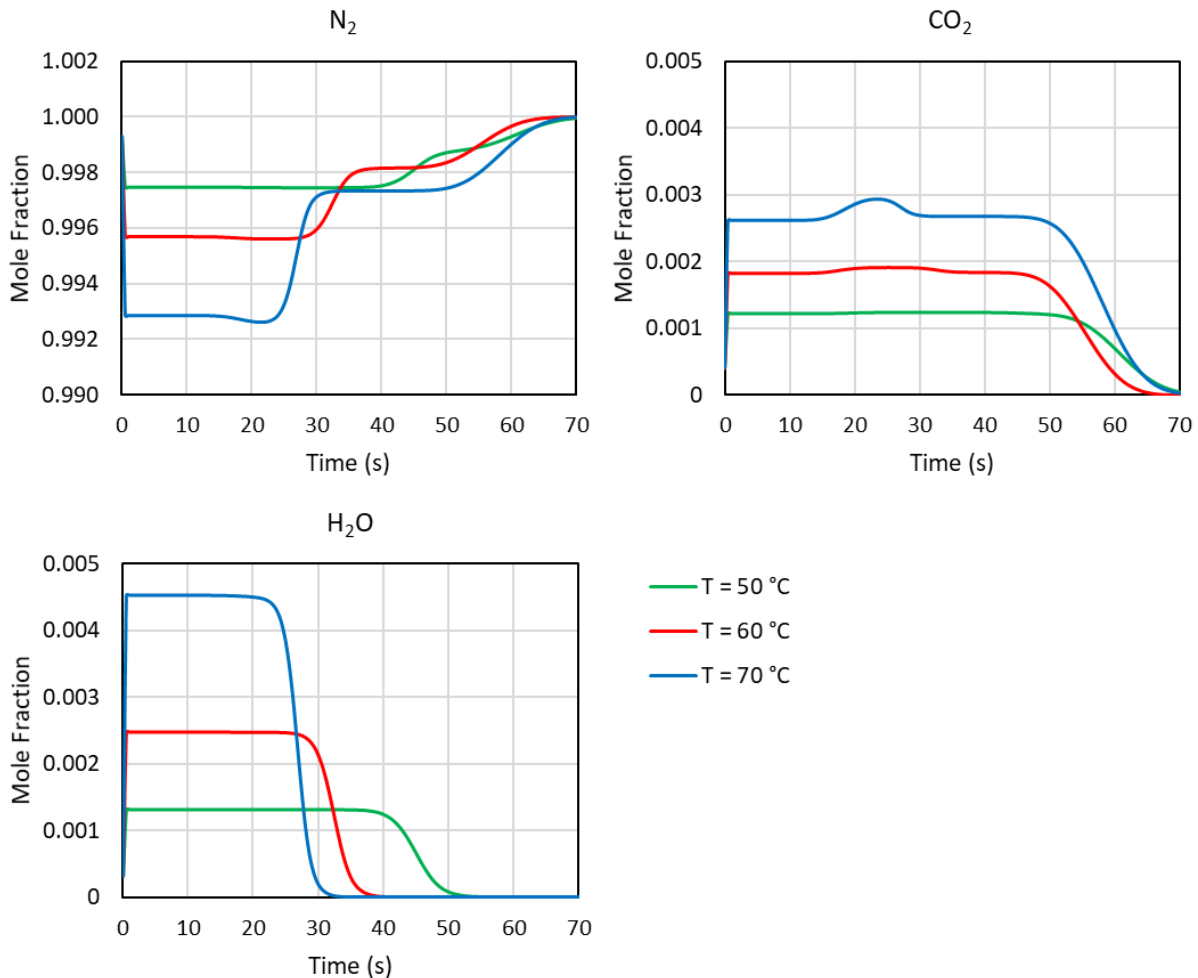 N₂
1.002
1.000
0.998
0.996
0.994
0.992
0.990
Mole Fraction
0 10 20 30 40 50 60 70
Time (s)
CO₂
0.005
0.004
0.003
0.002
0.001
0
Mole Fraction
0 10 20 30 40 50 60 70
Time (s)
H₂O
0.005
0.004
0.003
0.002
0.001
0
Mole Fraction
0 10 20 30 40 50 60 70
Time (s)
T = 50 °C
T = 60 °C
T = 70 °C